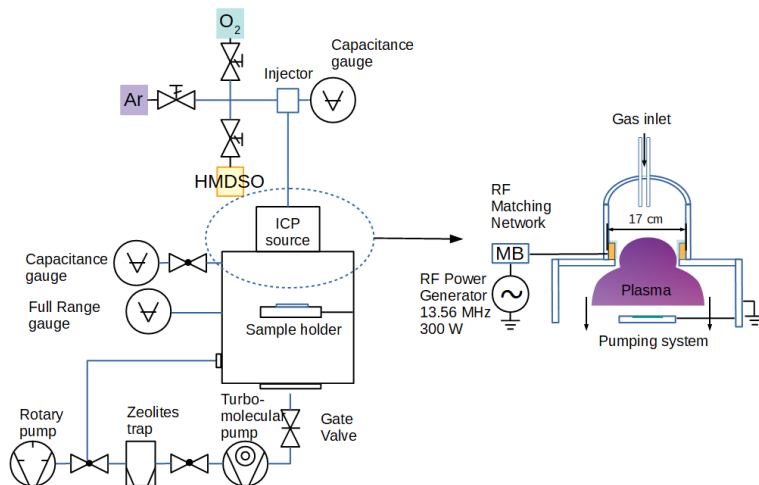 O2
Ar
Injector
Capacitance
gauge
HMDSO
ICP
source
Capacitance
gauge
Full Range
gauge
Sample holder
Rotary
pump
Zeolites
trap
Turbo-
molecular
pump
Gate
Valve
Gas inlet
RF
Matching
Network
17 cm
MB
RF Power
Generator
13.56 MHz
300 W
Plasma
Pumping system